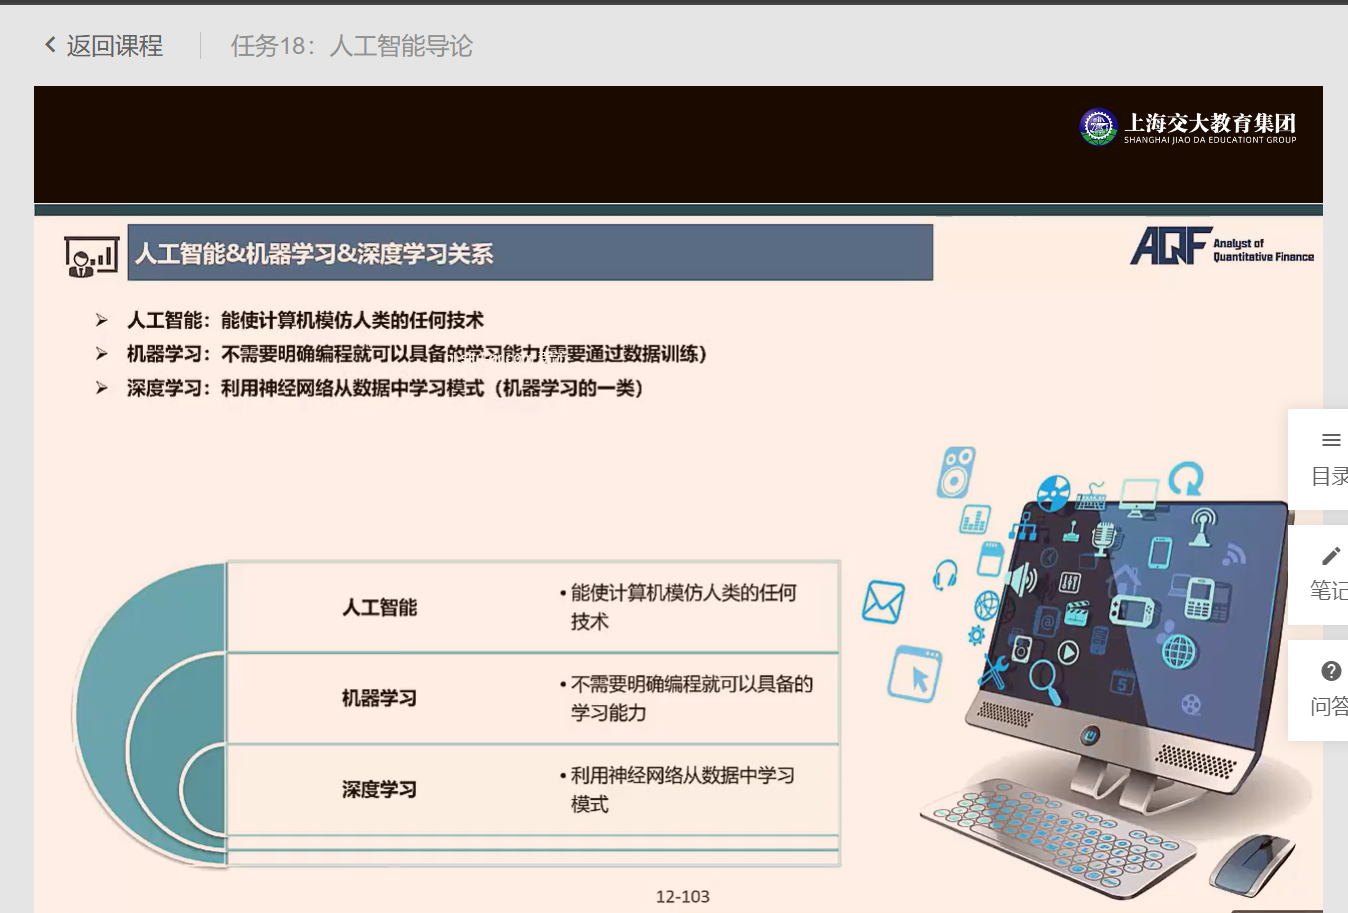 返回课程
任务18：人工智能导论
上海交大教育集团
SHANGHAI JIAO DA EDUCATIONT GROUP
人工智能&机器学习&深度学习关系
AQF
Analyst of
Quantitative Finance
人工智能：能使计算机模仿人类的任何技术
机器学习：不需要明确编程就可以具备的学习能力(需要通过数据训练）
深度学习：利用神经网络从数据中学习模式（机器学习的一类）
目录
笔记
问答
人工智能
•能使计算机模仿人类的任何
技术
机器学习
•不需要明确编程就可以具备的
学习能力
深度学习
•利用神经网络从数据中学习
模式
5
12-103